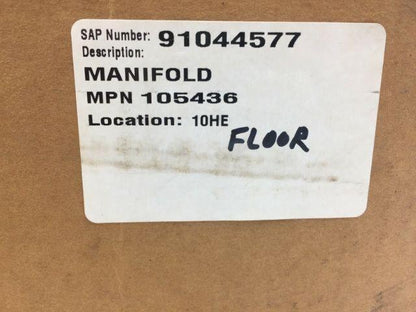 SAP Number: 91044577
Description:
MANIFOLD
MPN 105436
Location: 10HE
FLOOR